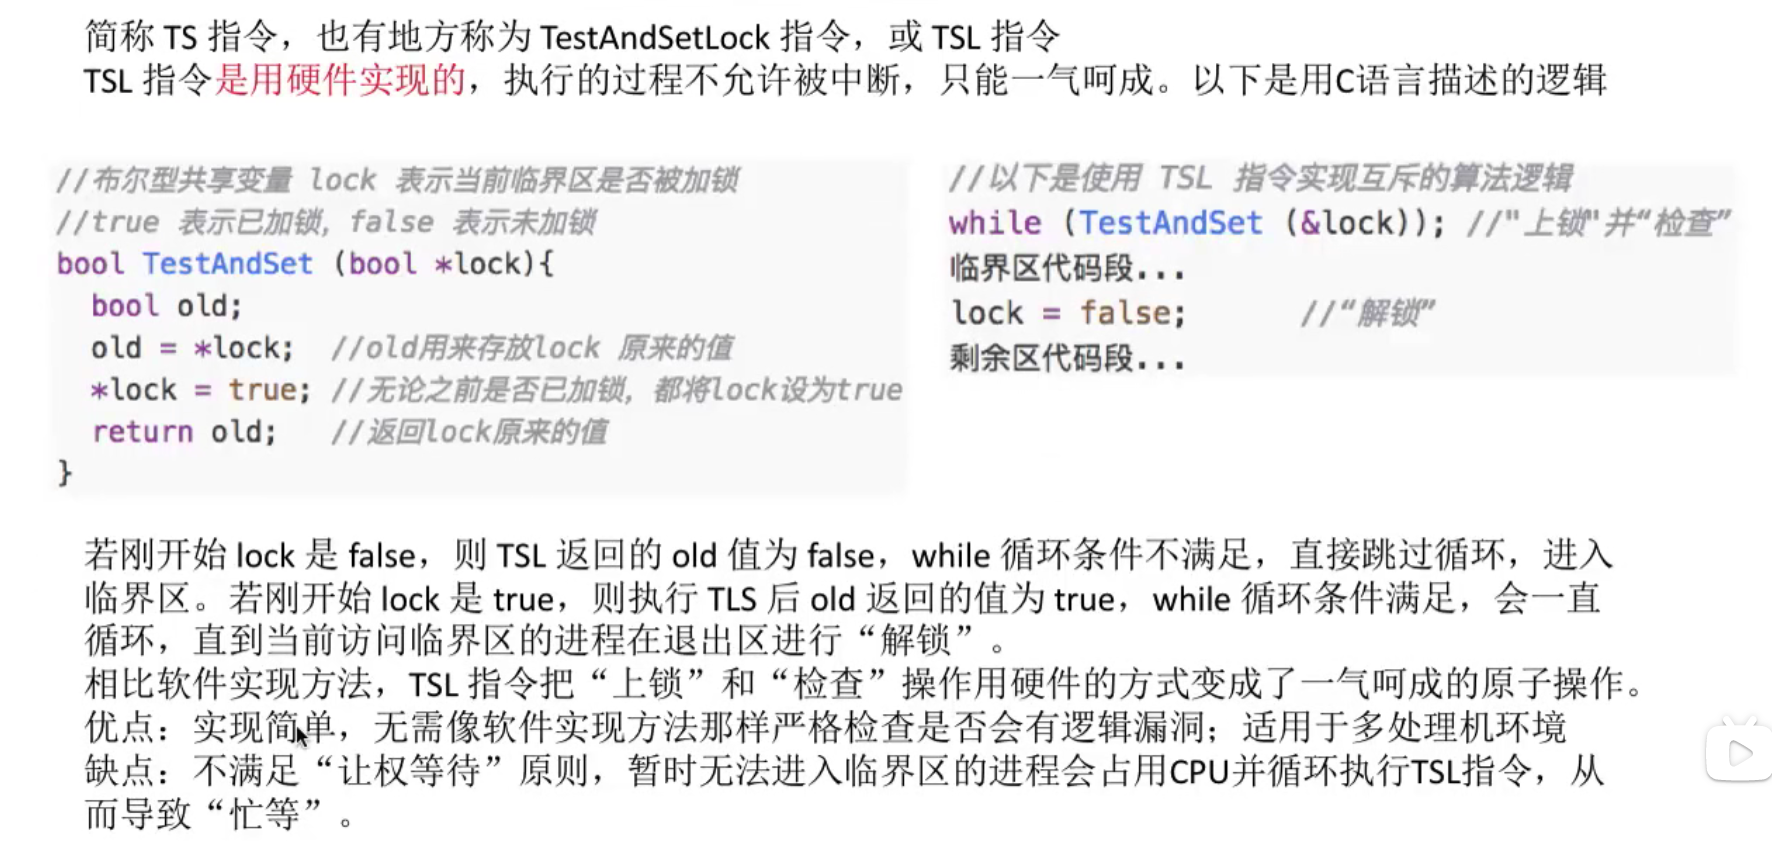 简称 TS 指令，也有地方称为 TestAndSetLock 指令，或 TSL 指令
TSL 指令是用硬件实现的，执行的过程不允许被中断，只能一气呵成。以下是用C语言描述的逻辑
//布尔型共享变量 lock 表示当前临界区是否被加锁
//true 表示已加锁，false 表示未加锁
bool TestAndSet (bool *lock){
bool old;
old = *lock; //old用来存放lock 原来的值
*lock = true; //无论之前是否已加锁，都将lock设为true
return old; //返回lock原来的值
}
//以下是使用 TSL 指令实现互斥的算法逻辑
while (TestAndSet (&lock)); //"上锁"并“检查”
临界区代码段...
lock = false; //“解锁”
剩余区代码段...
若刚开始 lock 是 false，则 TSL 返回的 old 值为 false，while 循环条件不满足，直接跳过循环，进入
临界区。若刚开始 lock 是 true，则执行 TLS 后 old 返回的值为 true，while 循环条件满足，会一直
循环，直到当前访问临界区的进程在退出区进行“解锁”。
相比软件实现方法，TSL 指令把“上锁”和“检查”操作用硬件的方式变成了一气呵成的原子操作。
优点：实现简单，无需像软件实现方法那样严格检查是否会有逻辑漏洞；适用于多处理机环境
缺点：不满足“让权等待”原则，暂时无法进入临界区的进程会占用CPU并循环执行TSL指令，从
而导致“忙等”。